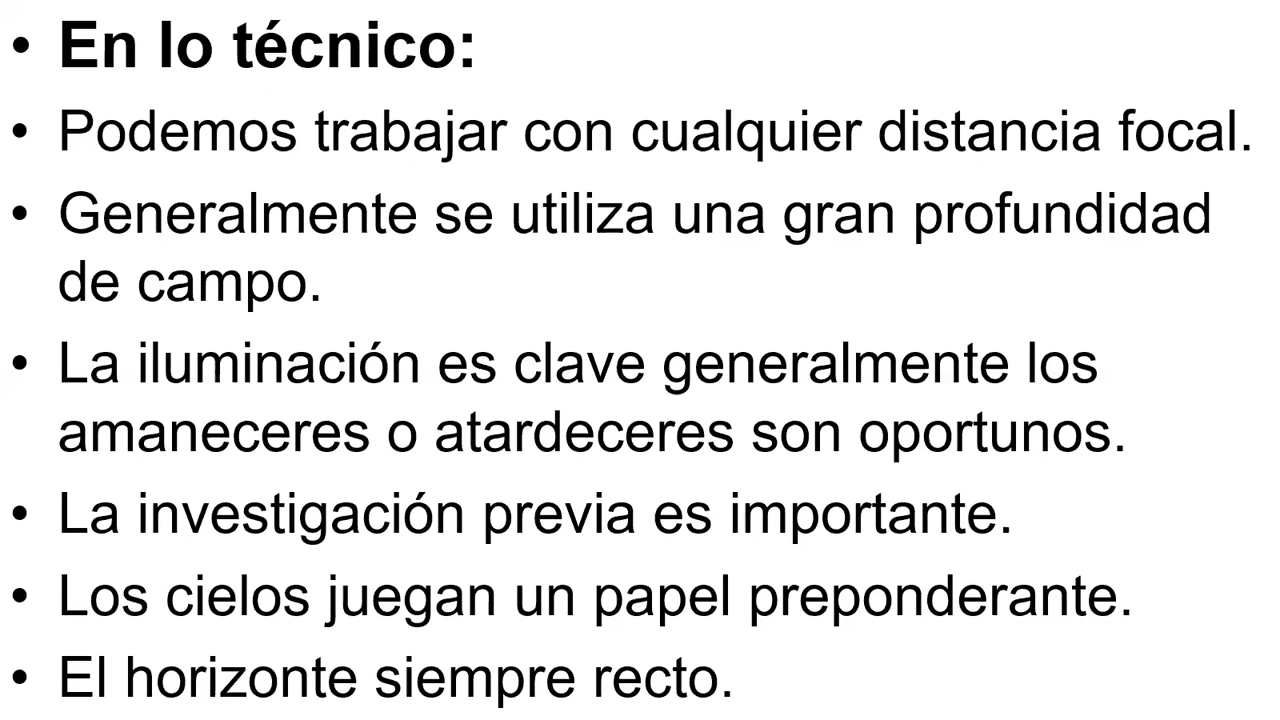 • En lo técnico:
• Podemos trabajar con cualquier distancia focal.
• Generalmente se utiliza una gran profundidad
de campo.
• La iluminación es clave generalmente los
amaneceres o atardeceres son oportunos.
• La investigación previa es importante.
• Los cielos juegan un papel preponderante.
• El horizonte siempre recto.